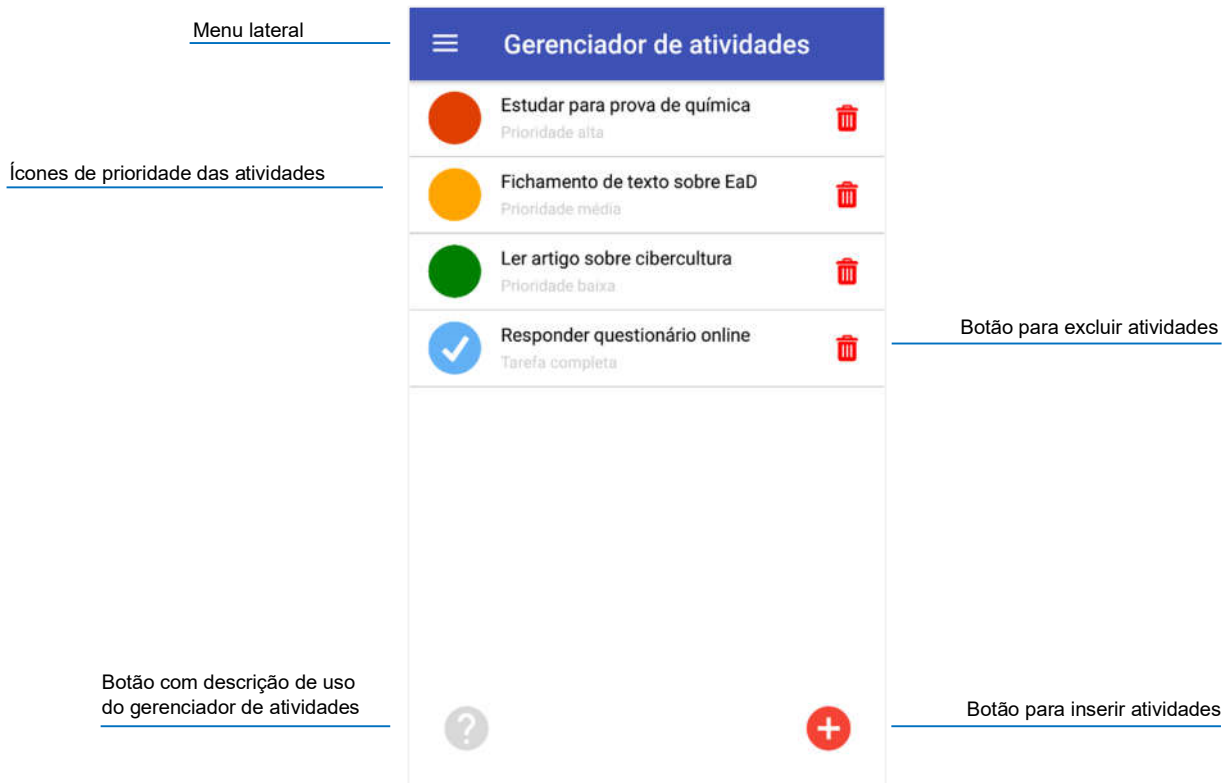 Menu lateral
Gerenciador de atividades
Estudar para prova de química
Prioridade alta
Ícones de prioridade das atividades
Fichamento de texto sobre EaD
Prioridade média
Ler artigo sobre cibercultura
Prioridade baixa
Responder questionário online
Tarefa completa
Botão para excluir atividades
Botão com descrição de uso
do gerenciador de atividades
?
Botão para inserir atividades